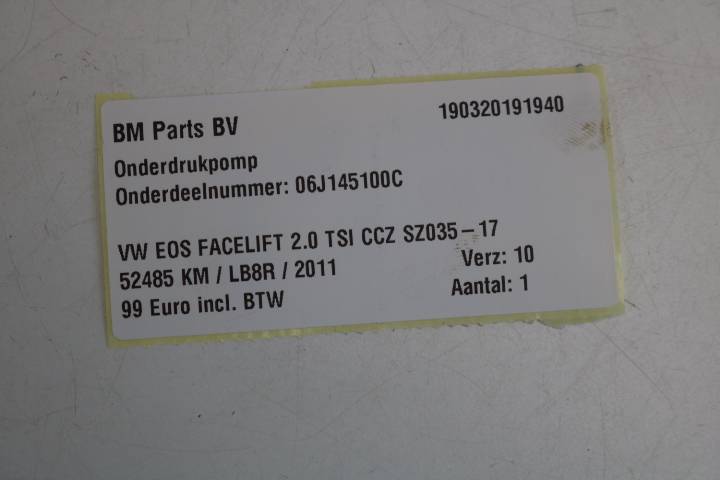 BM Parts BV 190320191940
Onderdrukpomp
Onderdeelnummer: 06J145100C
VW EOS FACELIFT 2.0 TSI CCZ SZ035-17
52485 KM / LB8R / 2011 Verz: 10
99 Euro incl. BTW Aantal: 1